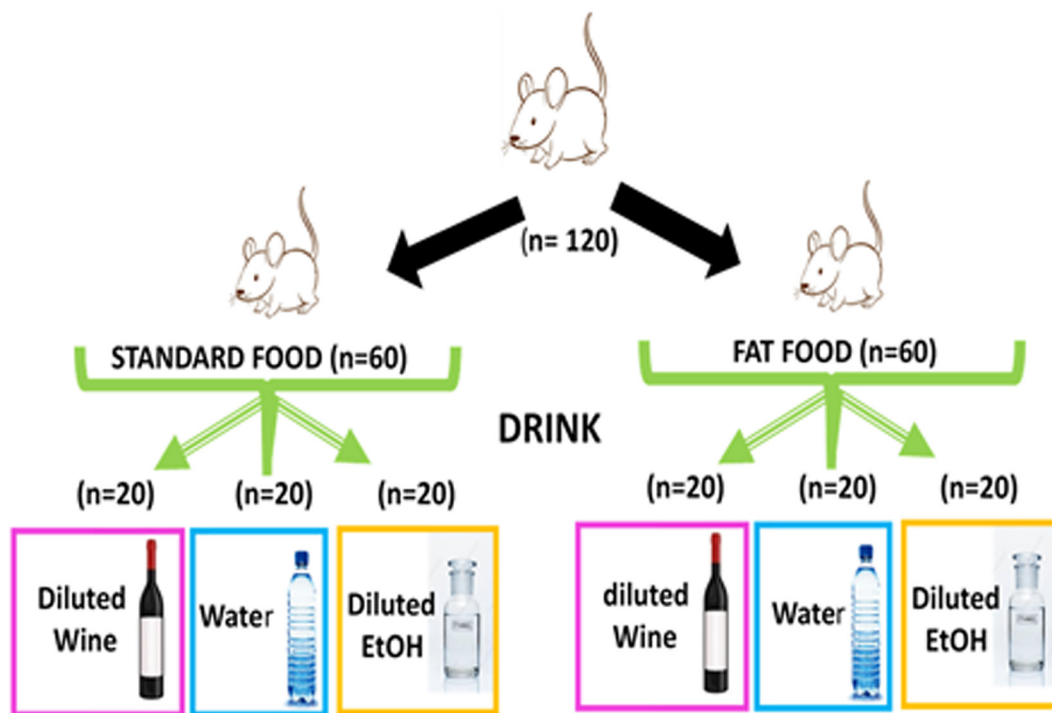 (n= 120)
STANDARD FOOD (n=60)
FAT FOOD (n=60)
DRINK
(n=20)
(n=20)
(n=20)
(n=20)
(n=20)
(n=20)
Diluted
Wine
Water
Diluted
EtOH
diluted
Wine
Water
Diluted
EtOH